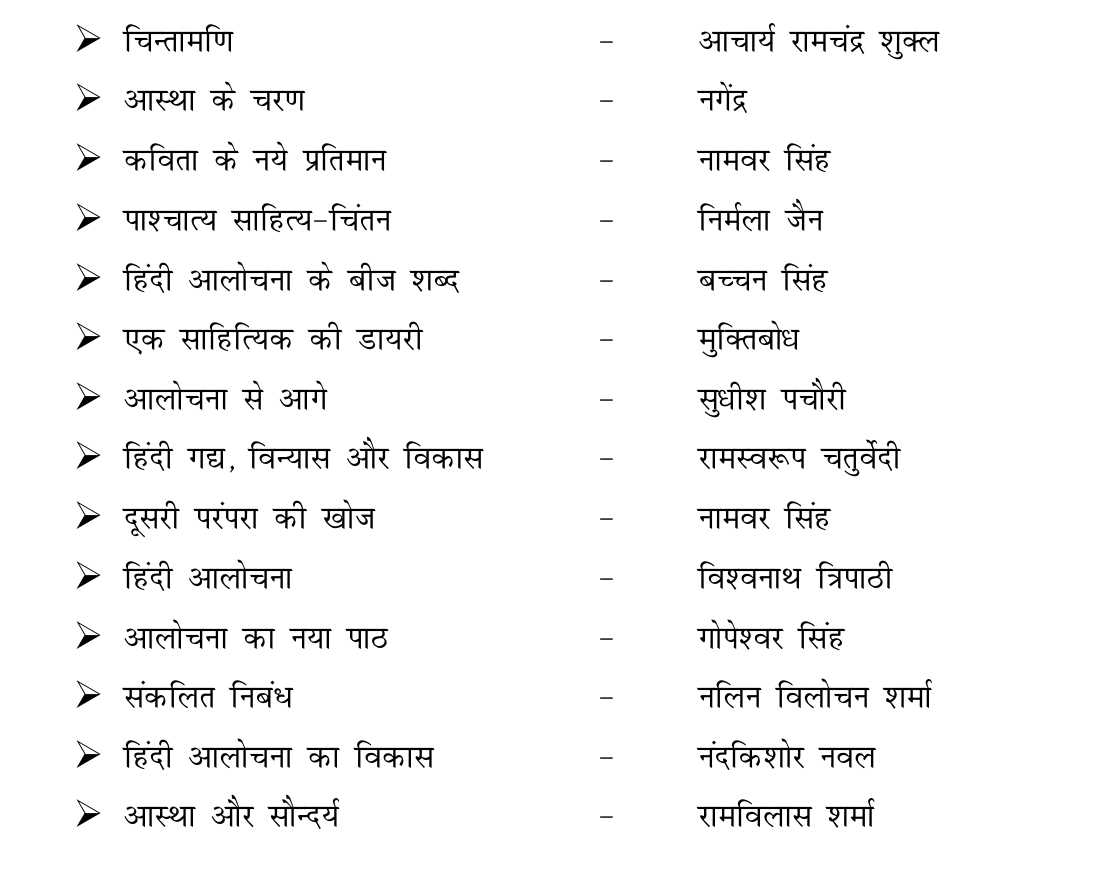 ➢ चिन्तामणि – आचार्य रामचंद्र शुक्ल
➢ आस्था के चरण – नगेंद्र
➢ कविता के नये प्रतिमान – नामवर सिंह
➢ पाश्चात्य साहित्य-चिंतन – निर्मला जैन
➢ हिंदी आलोचना के बीज शब्द – बच्चन सिंह
➢ एक साहित्यिक की डायरी – मुक्तिबोध
➢ आलोचना से आगे – सुधीश पचौरी
➢ हिंदी गद्य, विन्यास और विकास – रामस्वरूप चतुर्वेदी
➢ दूसरी परंपरा की खोज – नामवर सिंह
➢ हिंदी आलोचना – विश्वनाथ त्रिपाठी
➢ आलोचना का नया पाठ – गोपेश्वर सिंह
➢ संकलित निबंध – नलिन विलोचन शर्मा
➢ हिंदी आलोचना का विकास – नंदकिशोर नवल
➢ आस्था और सौन्दर्य – रामविलास शर्मा